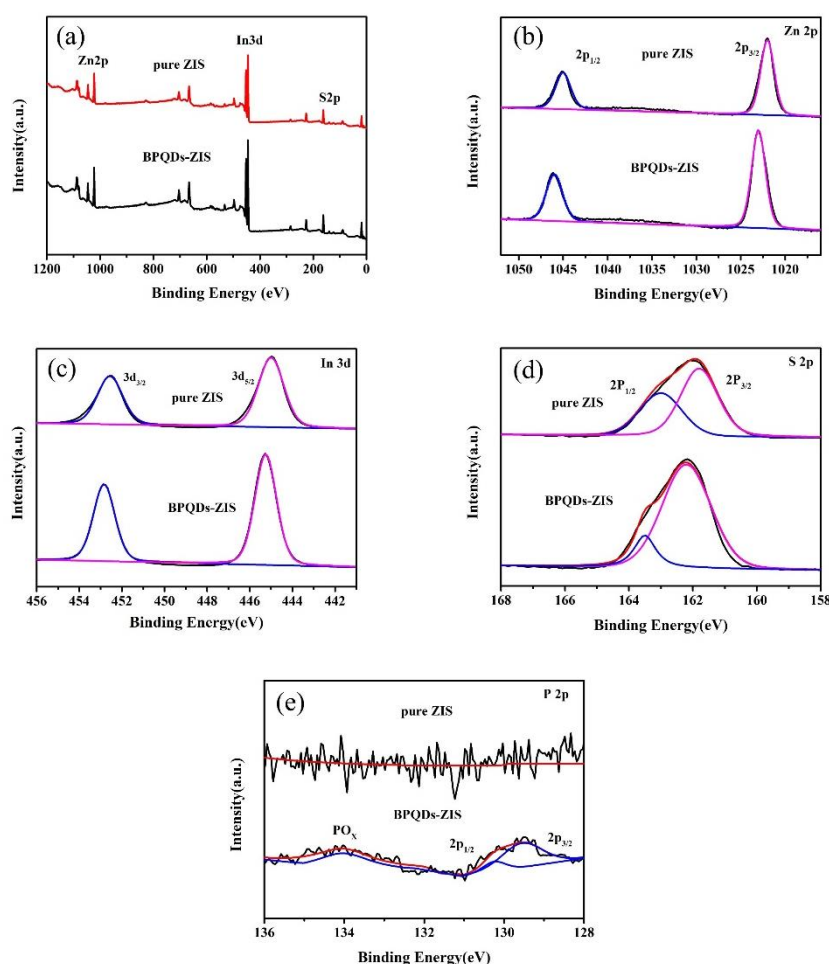 (a)
In3d
Zn2p
pure ZIS
S2p
BPQDs-ZIS
Intensity(a.u.)
1200 1000 800 600 400 200 0
Binding Energy (eV)
(b)
Zn 2p
2p1/2
2p3/2
pure ZIS
BPQDs-ZIS
Intensity(a.u.)
1050 1045 1040 1035 1030 1025 1020
Binding Energy(eV)
(c)
In 3d
3d3/2
3d5/2
pure ZIS
BPQDs-ZIS
Intensity(a.u.)
456 454 452 450 448 446 444 442
Binding Energy(eV)
(d)
S 2p
2P1/2
2P3/2
pure ZIS
BPQDs-ZIS
Intensity(a.u.)
168 166 164 162 160 158
Binding Energy(eV)
(e)
P 2p
pure ZIS
BPQDs-ZIS
POX
2p1/2
2p3/2
Intensity(a.u.)
136 134 132 130 128
Binding Energy(eV)